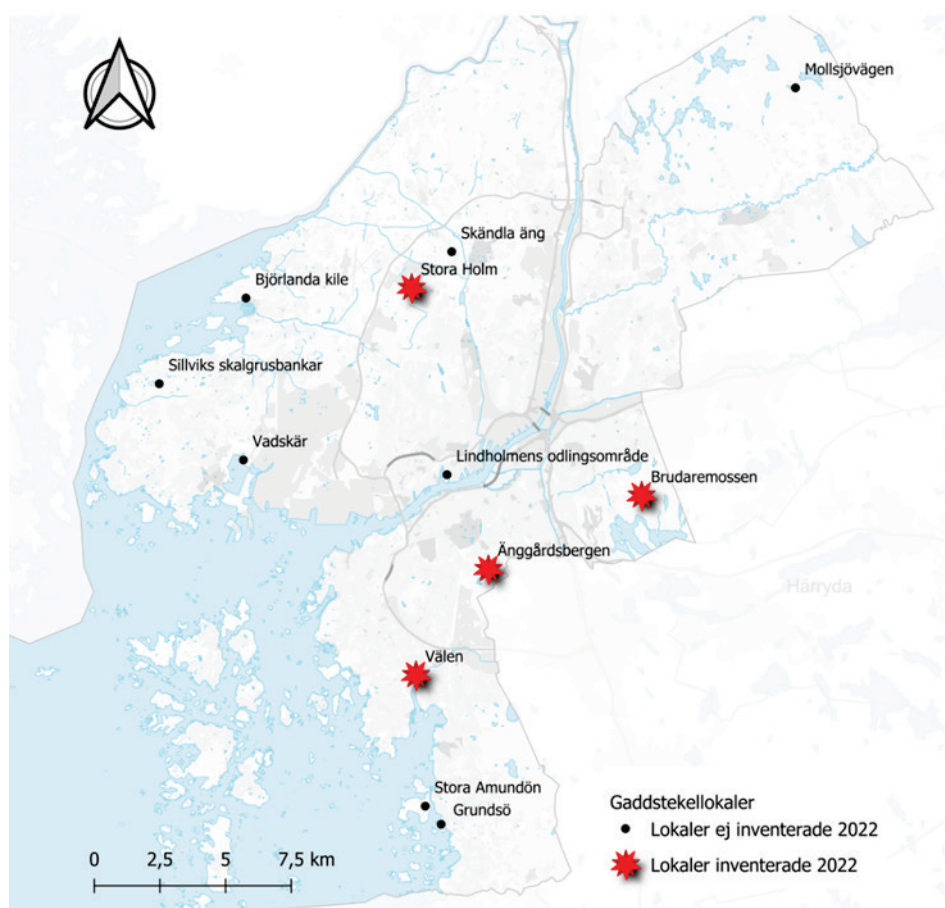 Mollsjövägen
Skändla äng
Stora Holm
Björlanda kile
Sillviks skalgrusbankar
Vadskär
Lindholmens odlingsområde
Brudaremossen
Änggårdsbergen
Härryda
Välen
Stora Amundön
Grundsö
Gaddstekellokaler
Lokaler ej inventerade 2022
Lokaler inventerade 2022
0 2,5 5 7,5 km